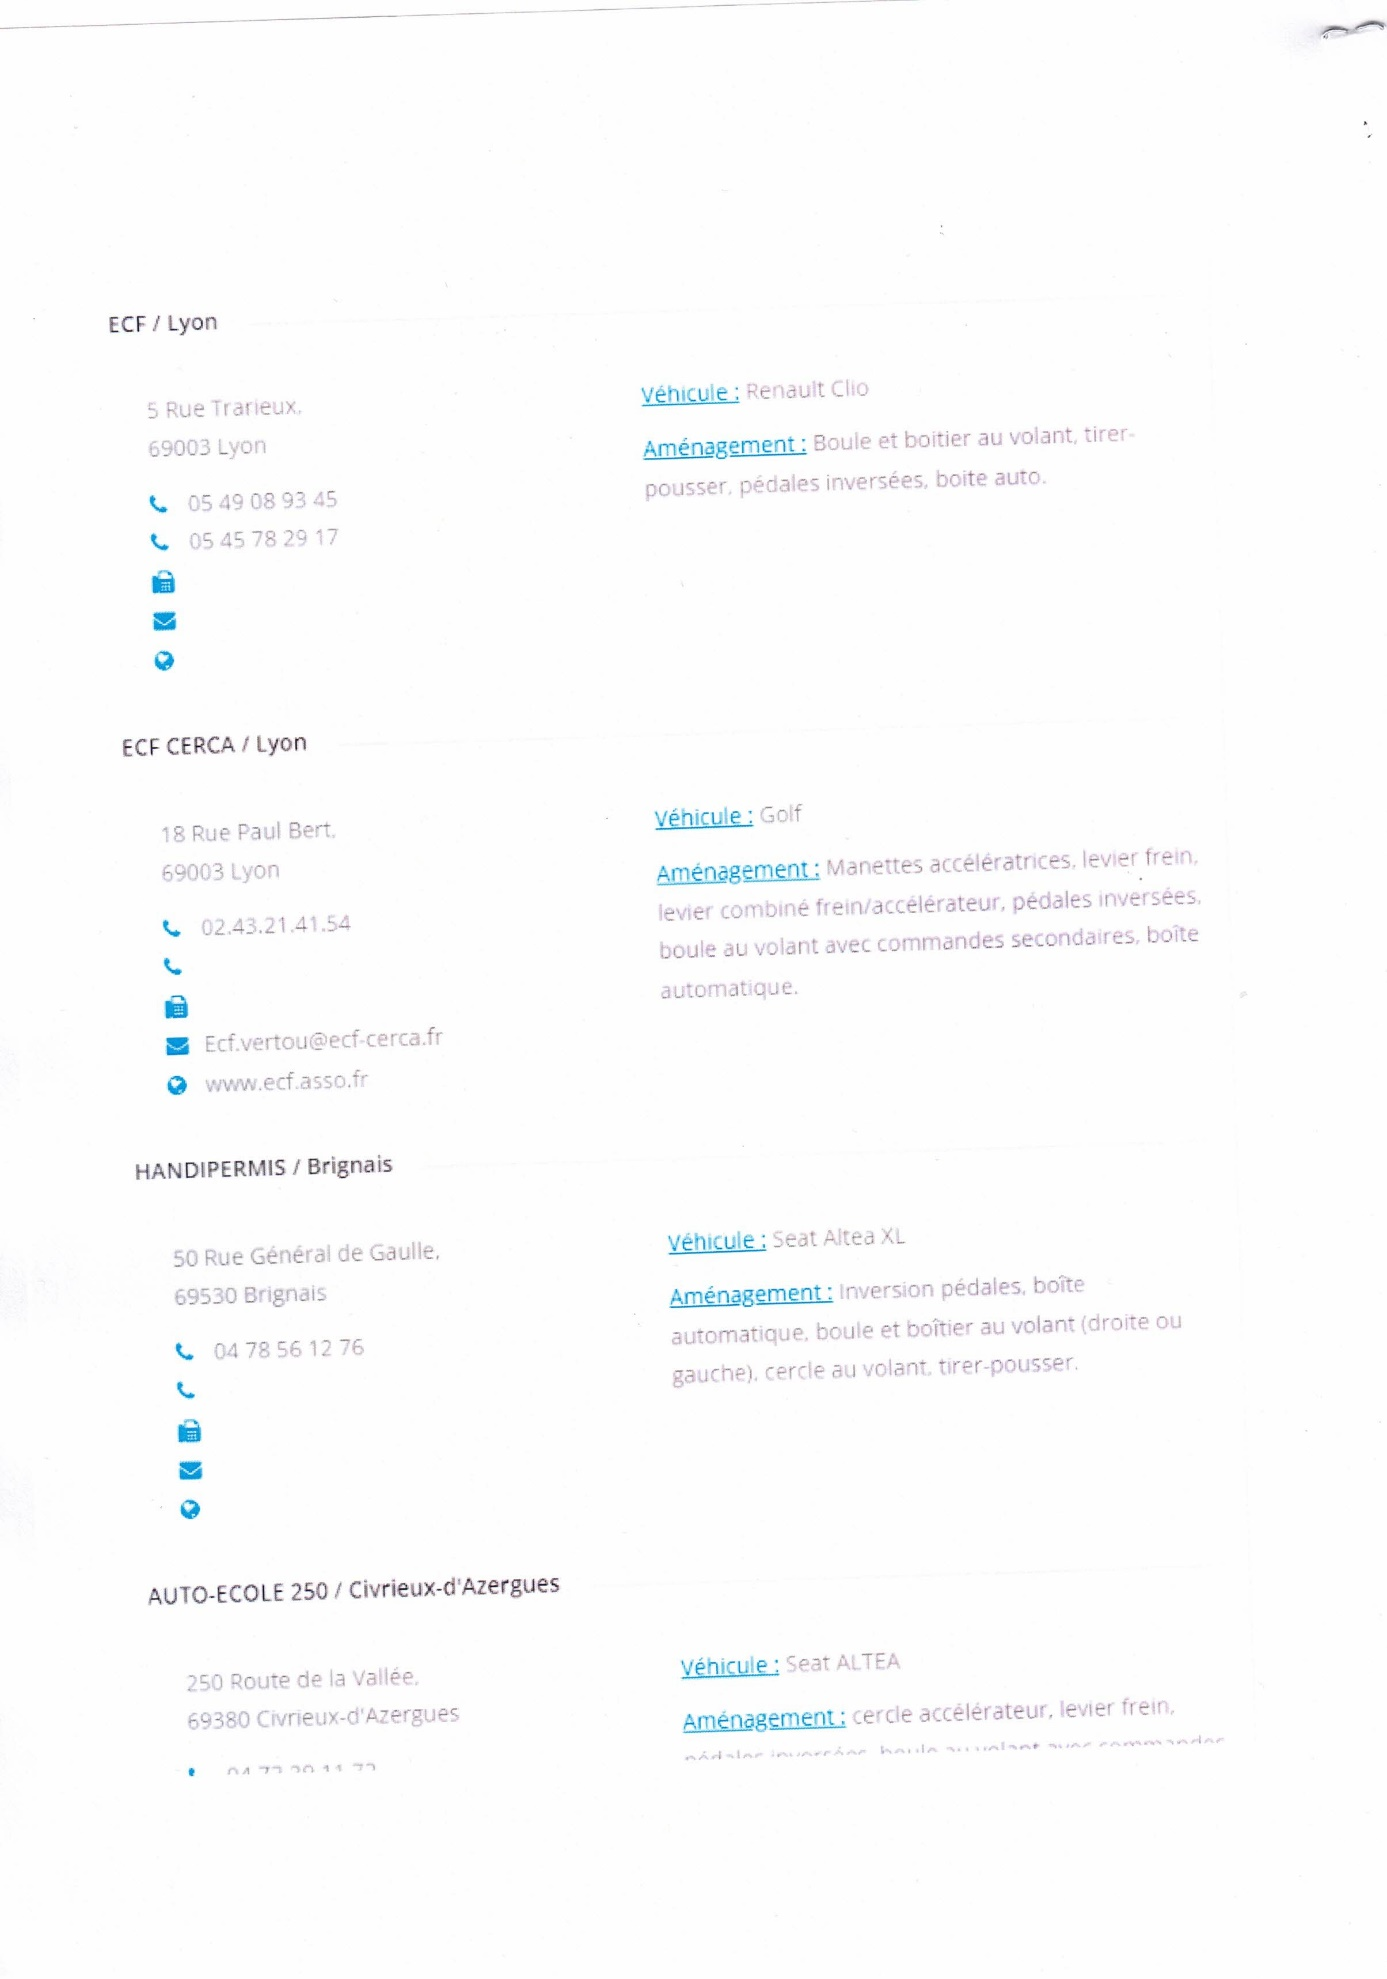 ECF / Lyon
5 Rue Trarieux,
69003 Lyon
05 49 08 93 45
05 45 78 29 17
Véhicule : Renault Clio
Aménagement : Boule et boitier au volant, tirer-
pousser, pédales inversées, boite auto.
ECF CERCA / Lyon
18 Rue Paul Bert,
69003 Lyon
02.43.21.41.54
Ecf.vertou@ecf-cerca.fr
www.ecf.asso.fr
Véhicule : Golf
Aménagement : Manettes accélératrices, levier frein,
levier combiné frein/accélérateur, pédales inversées,
boule au volant avec commandes secondaires, boîte
automatique.
HANDIPERMIS / Brignais
50 Rue Général de Gaulle,
69530 Brignais
04 78 56 12 76
Véhicule : Seat Altea XL
Aménagement : Inversion pédales, boîte
automatique, boule et boîtier au volant (droite ou
gauche), cercle au volant, tirer-pousser.
AUTO-ECOLE 250 / Civrieux-d'Azergues
250 Route de la Vallée,
69380 Civrieux-d'Azergues
Véhicule : Seat ALTEA
Aménagement : cercle accélérateur, levier frein,
pédales inversées, boule au volant avec commandes